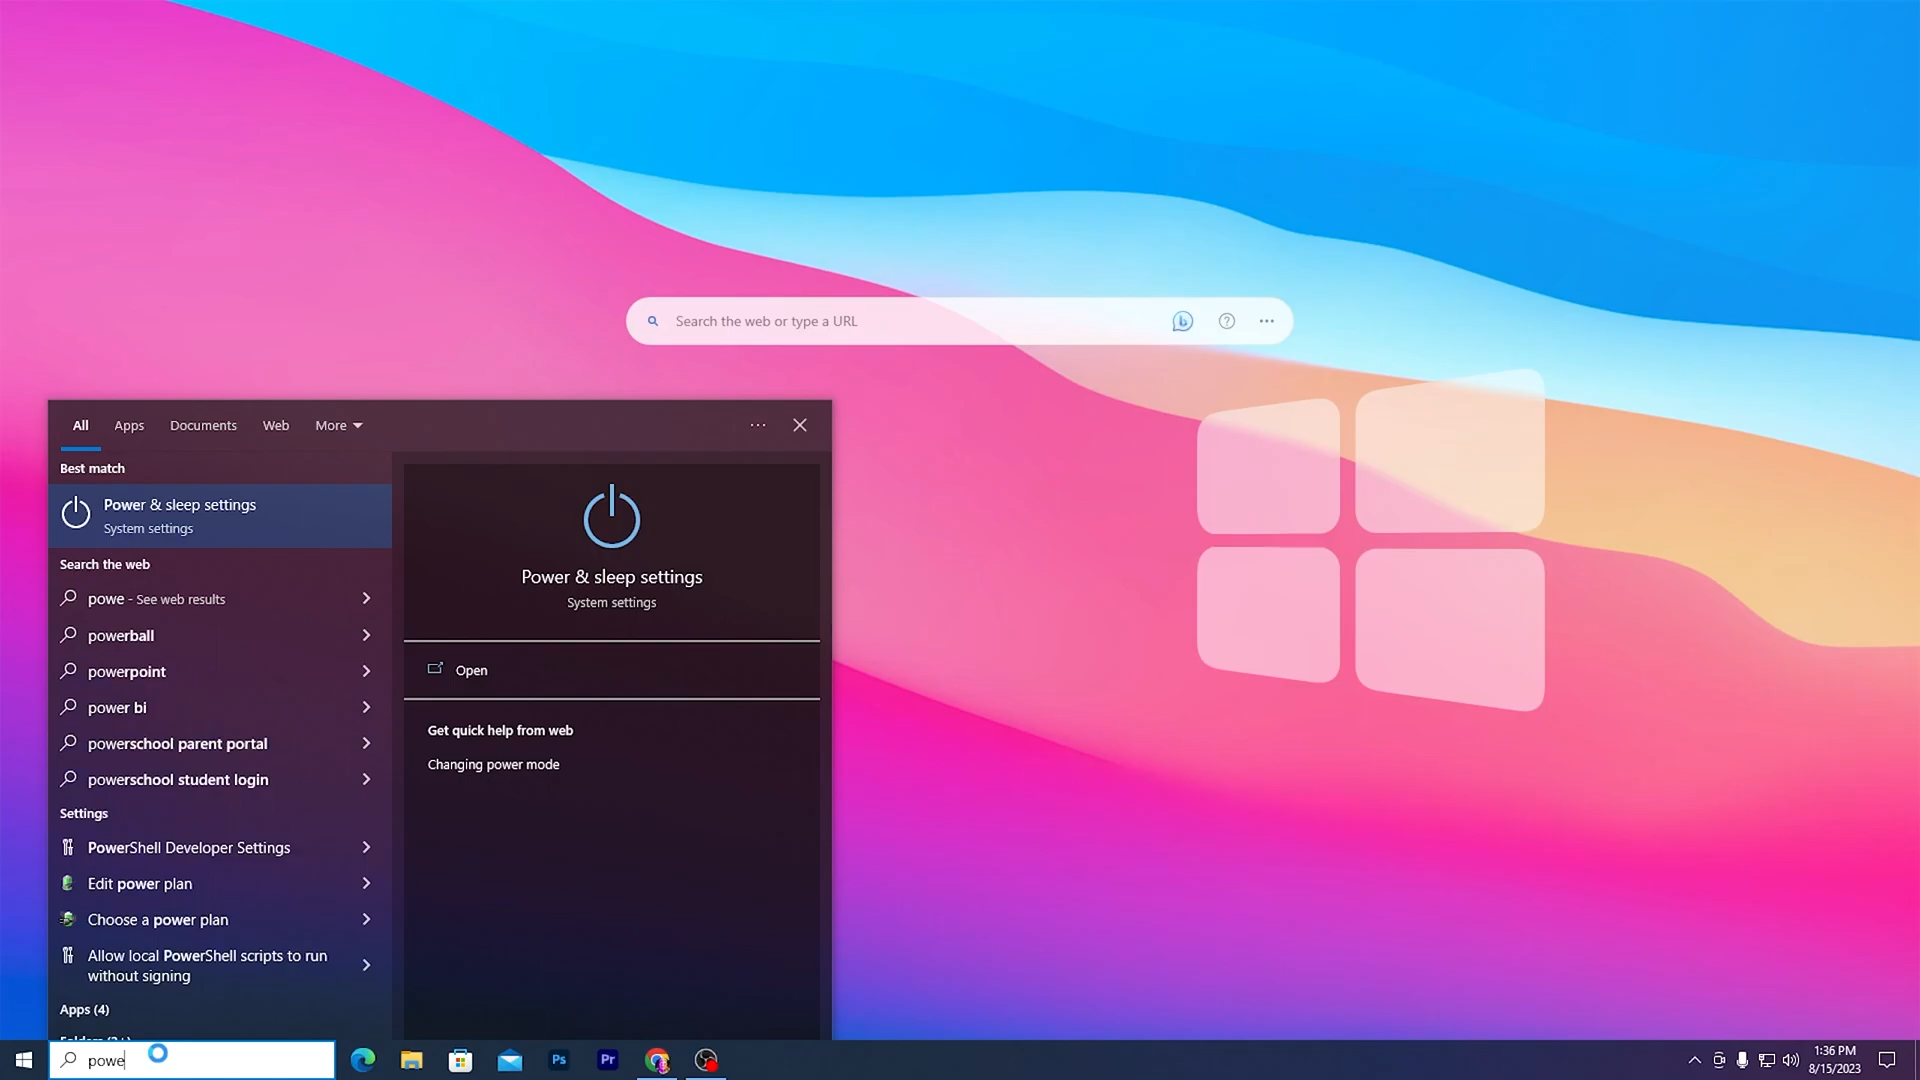 Search the web or type a URL
All Apps Documents Web More
Best match
Power & sleep settings
System settings
Search the web
powe - See web results
powerball
powerpoint
power bi
powerschool parent portal
powerschool student login
Settings
PowerShell Developer Settings
Edit power plan
Choose a power plan
Allow local PowerShell scripts to run
without signing
Apps (4)
Power & sleep settings
System settings
Open
Get quick help from web
Changing power mode
powe
Ps
Pr
1:36 PM
8/15/2023